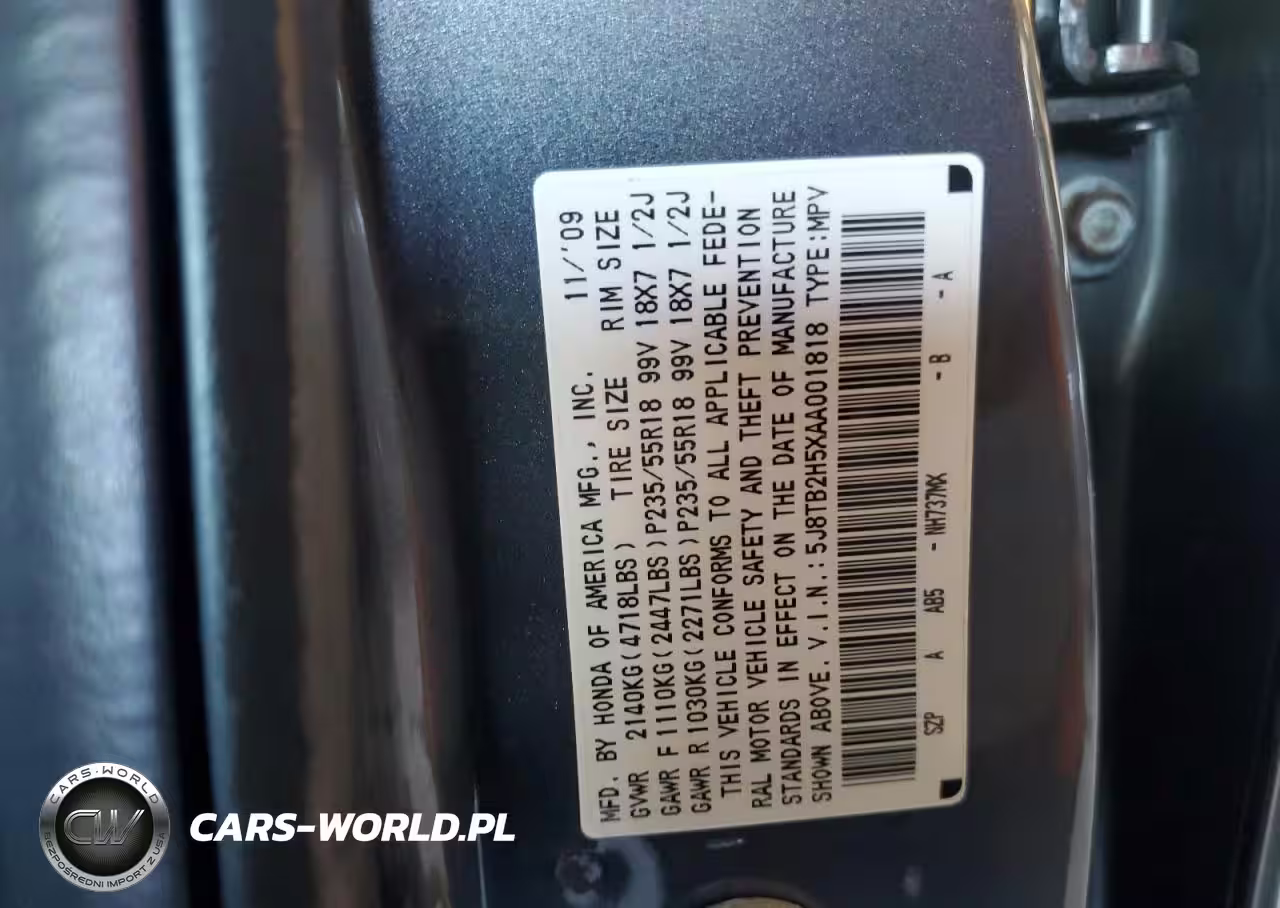 MFD. BY HONDA OF AMERICA MFG., INC. 11/'09
GVWR 2140KG(4718LBS) TIRE SIZE RIM SIZE
GAWR F 1110KG(2447LBS)P235/55R18 99V 18X7 1/2J
GAWR R 1030KG(2271LBS)P235/55R18 99V 18X7 1/2J
THIS VEHICLE CONFORMS TO ALL APPLICABLE FEDE-
RAL MOTOR VEHICLE SAFETY AND THEFT PREVENTION
STANDARDS IN EFFECT ON THE DATE OF MANUFACTURE
SHOWN ABOVE. V.I.N.:5J8TB2H5XAA001818 TYPE:MPV
SZP A AB5 - NH737MX - B - A
CARS-WORLD
CW
BEZPOŚREDNI IMPORT Z USA
CARS-WORLD.PL